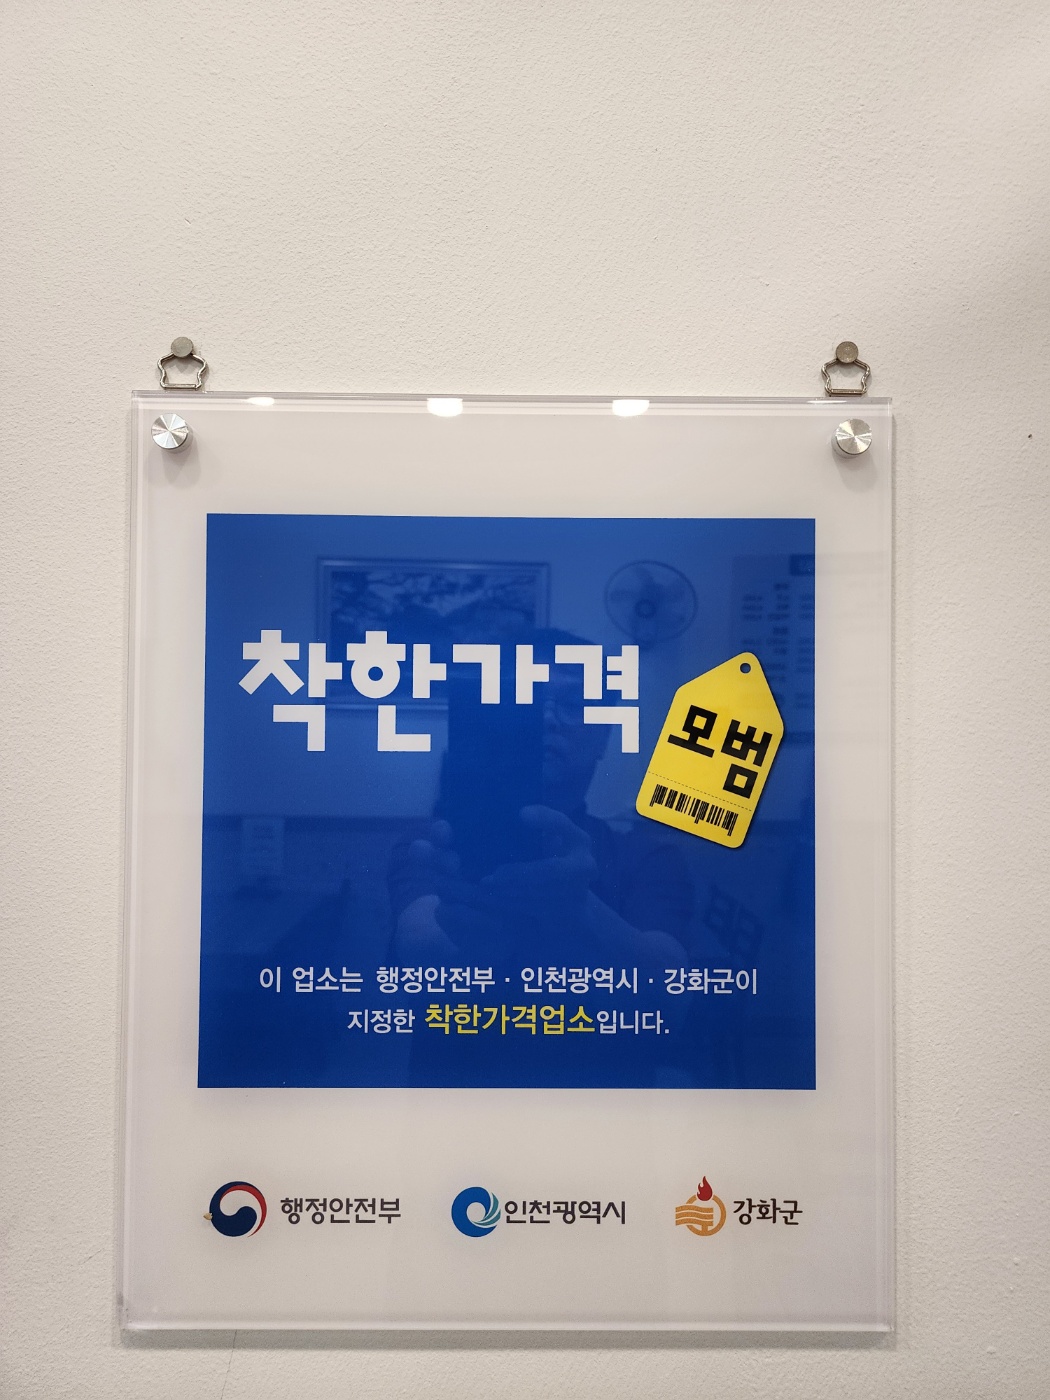 착한가격
모범
이 업소는 행정안전부 · 인천광역시 · 강화군이
지정한 착한가격업소입니다.
행정안전부
인천광역시
강화군